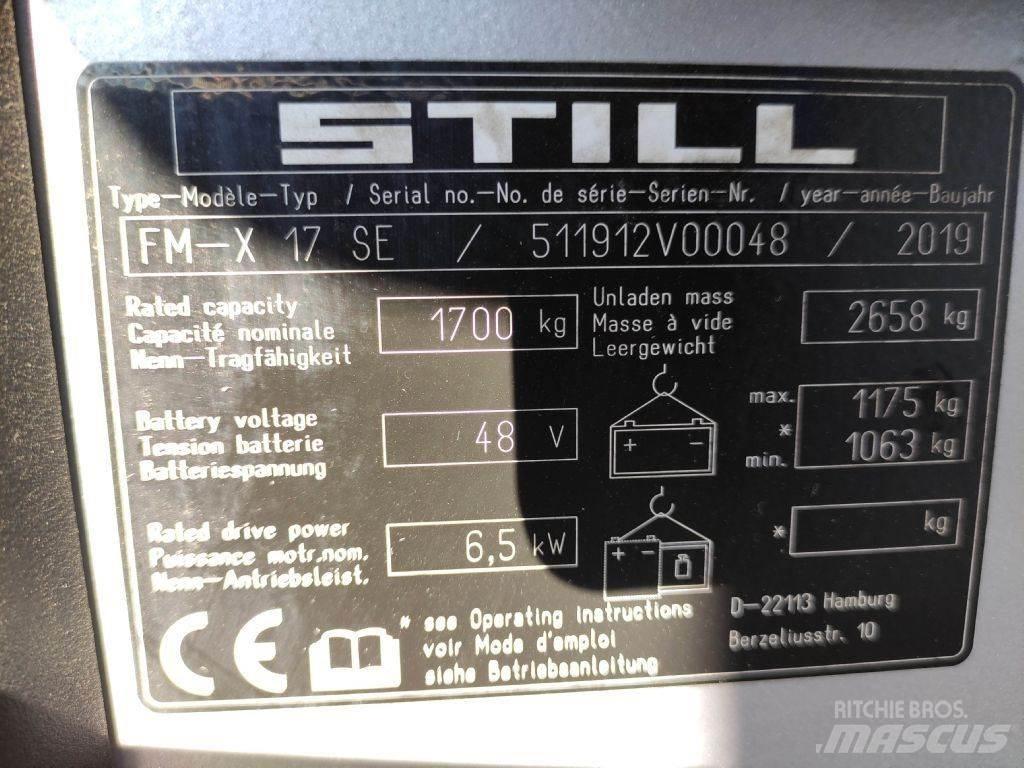 STILL
Type–Modèle–Typ / Serial no.–No. de série–Serien–Nr. / year–année–Baujahr
FM–X 17 SE / 511912V00048 / 2019
Rated capacity
Capacité nominale
Nenn–Tragfähigkeit
1700 kg
Unladen mass
Masse à vide
Leergewicht
2658 kg
Battery voltage
Tension batterie
Batteriespannung
48 V
+ –
max. 1175 kg
*
min. 1063 kg
Rated drive power
Puissance motr.nom.
Nenn–Antriebsleist.
6,5 kW
+ –
* kg
CE
* see Operating Instructions
voir Mode d'emploi
siehe Betriebsanleitung
D–22113 Hamburg
Berzeliusstr. 10
RITCHIE BROS.
MASCUS